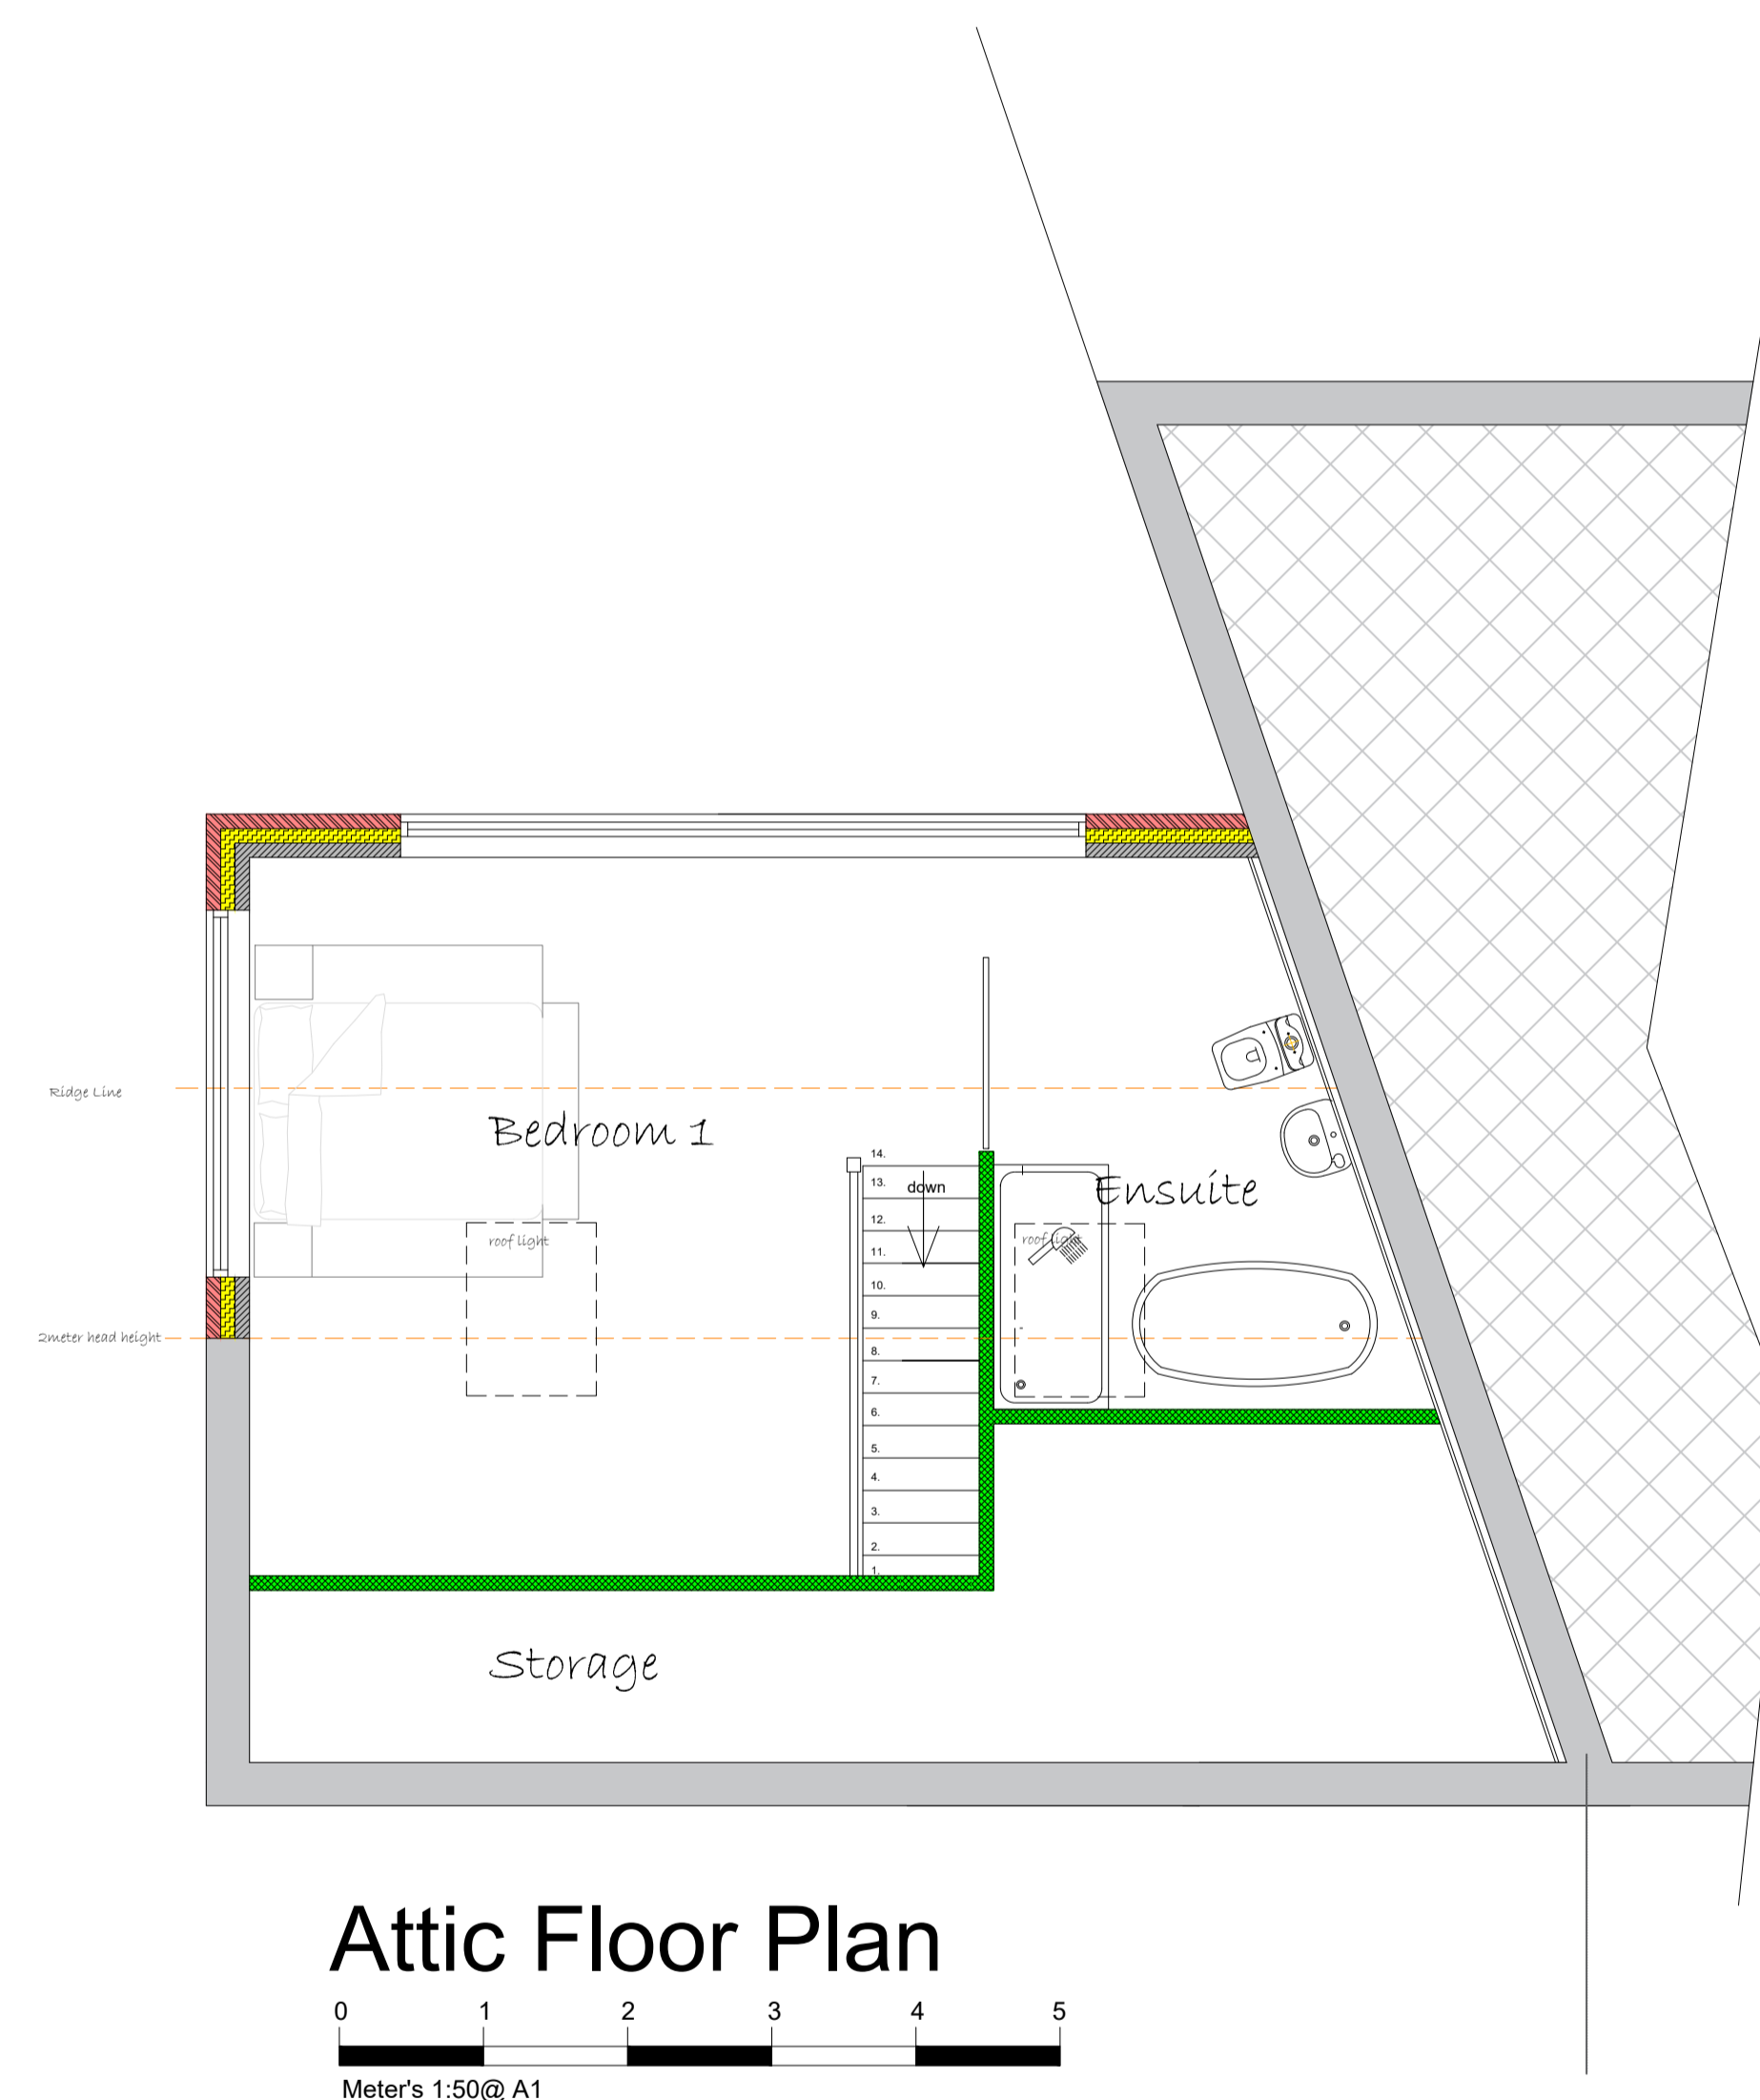 Ridge Line
Bedroom 1
14.
13.
down
Ensuite
12.
roof light
roof light
11.
10.
9.
2meter head height
8.
7.
6.
5.
4.
3.
2.
1.
Storage
Attic Floor Plan
0 1 2 3 4 5
Meter's 1:50@ A1